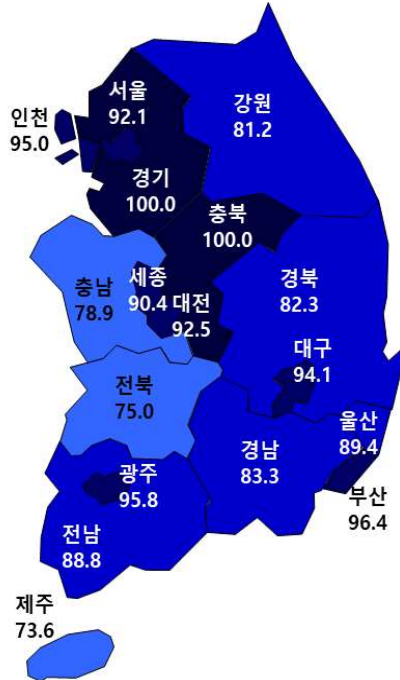 서울
92.1
강원
81.2
인천
95.0
경기
100.0
충북
100.0
세종
90.4
충남
78.9
대전
92.5
경북
82.3
대구
94.1
전북
75.0
울산
89.4
경남
83.3
광주
95.8
부산
96.4
전남
88.8
제주
73.6